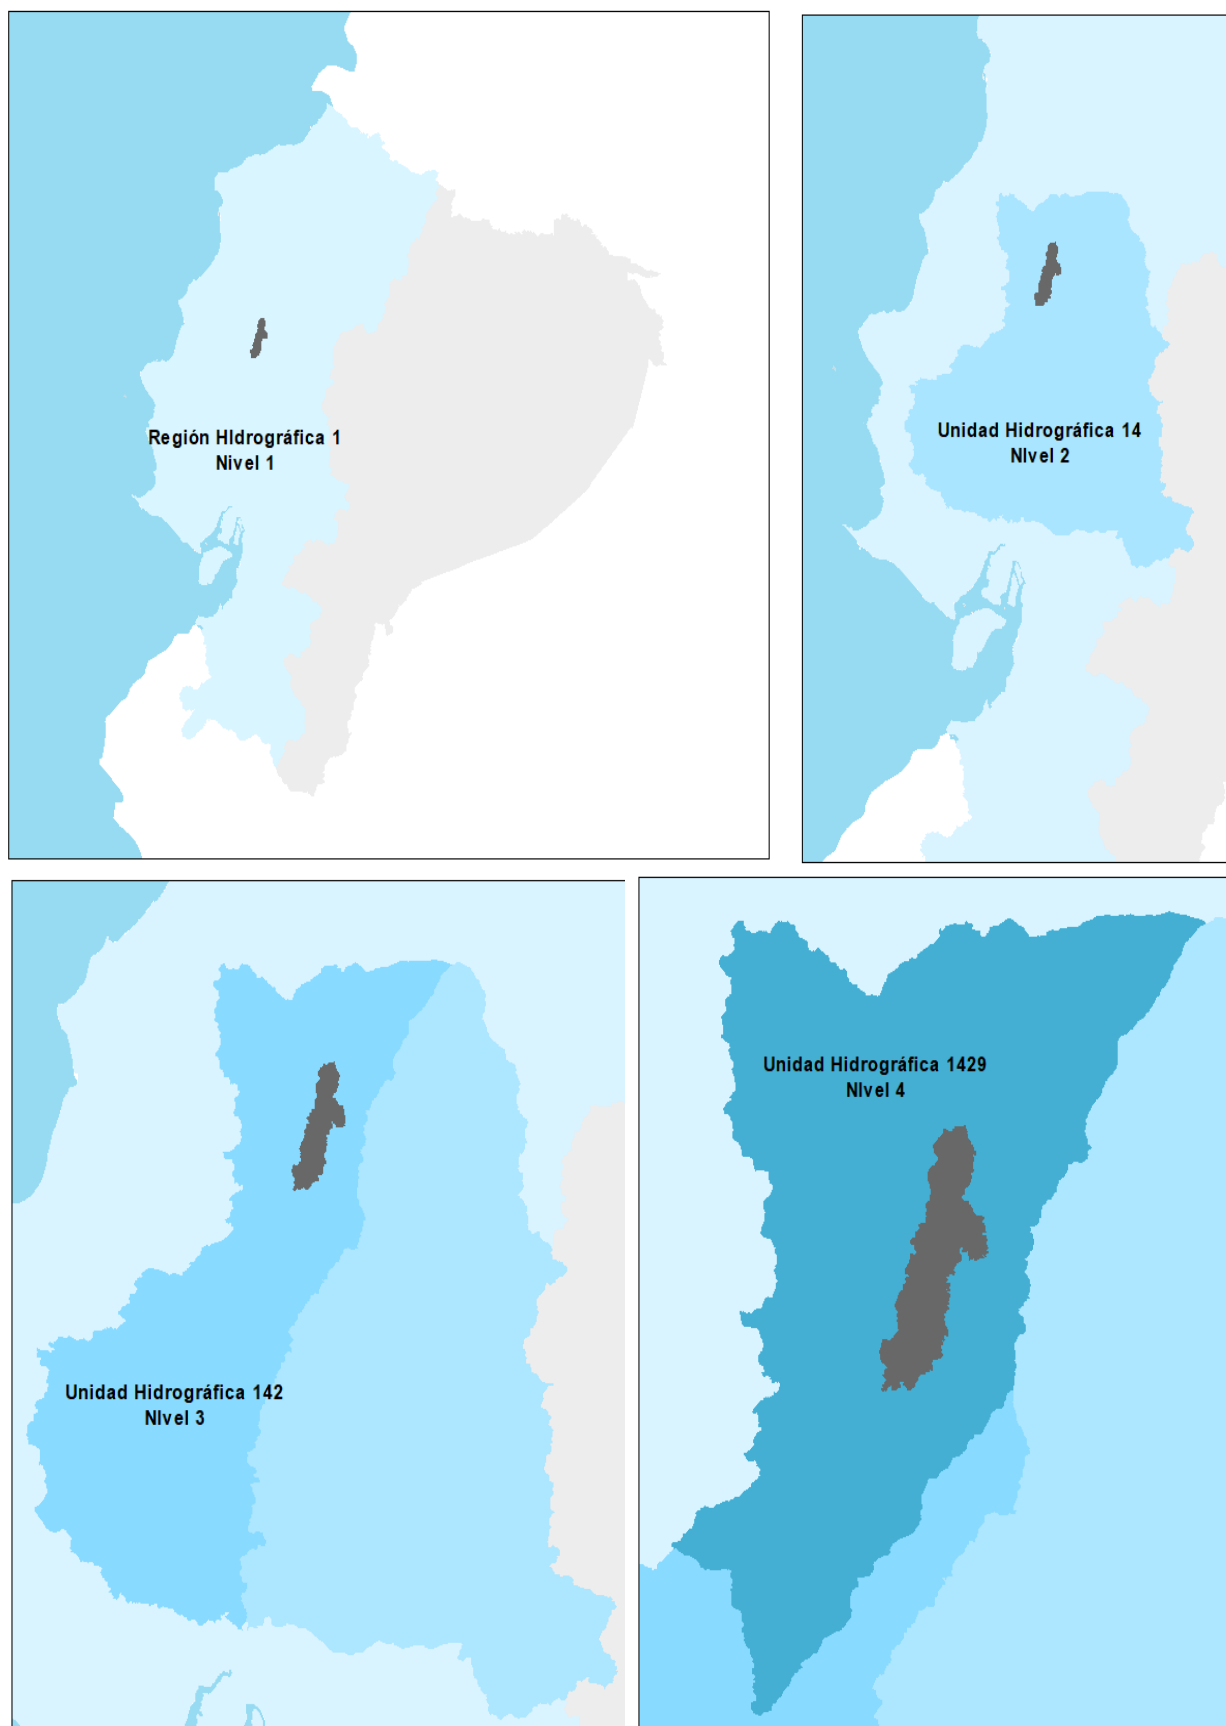 Región HIdrográfica 1
Nivel 1
Unidad Hidrográfica 14
NIvel 2
Unidad Hidrográfica 142
NIvel 3
Unidad Hidrográfica 1429
NIvel 4